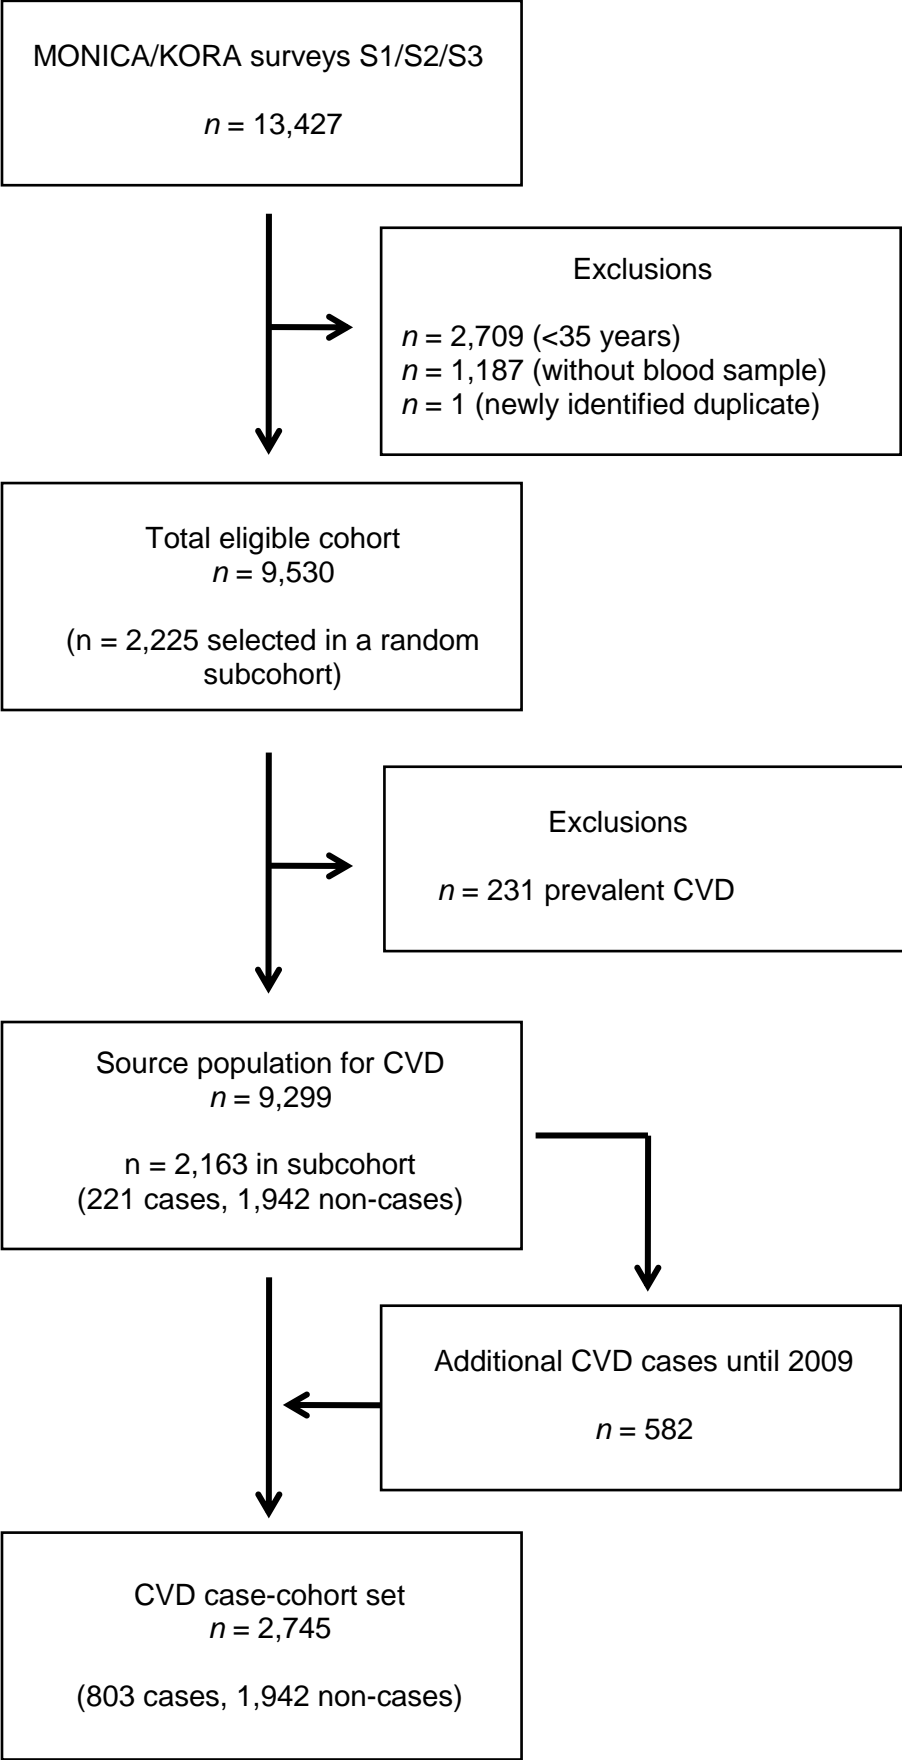 MONICA/KORA surveys S1/S2/S3
n = 13,427
Exclusions
n = 2,709 (<35 years)
n = 1,187 (without blood sample)
n = 1 (newly identified duplicate)
Total eligible cohort
n = 9,530
(n = 2,225 selected in a random
subcohort)
Exclusions
n = 231 prevalent CVD
Source population for CVD
n = 9,299
n = 2,163 in subcohort
(221 cases, 1,942 non-cases)
Additional CVD cases until 2009
n = 582
CVD case-cohort set
n = 2,745
(803 cases, 1,942 non-cases)